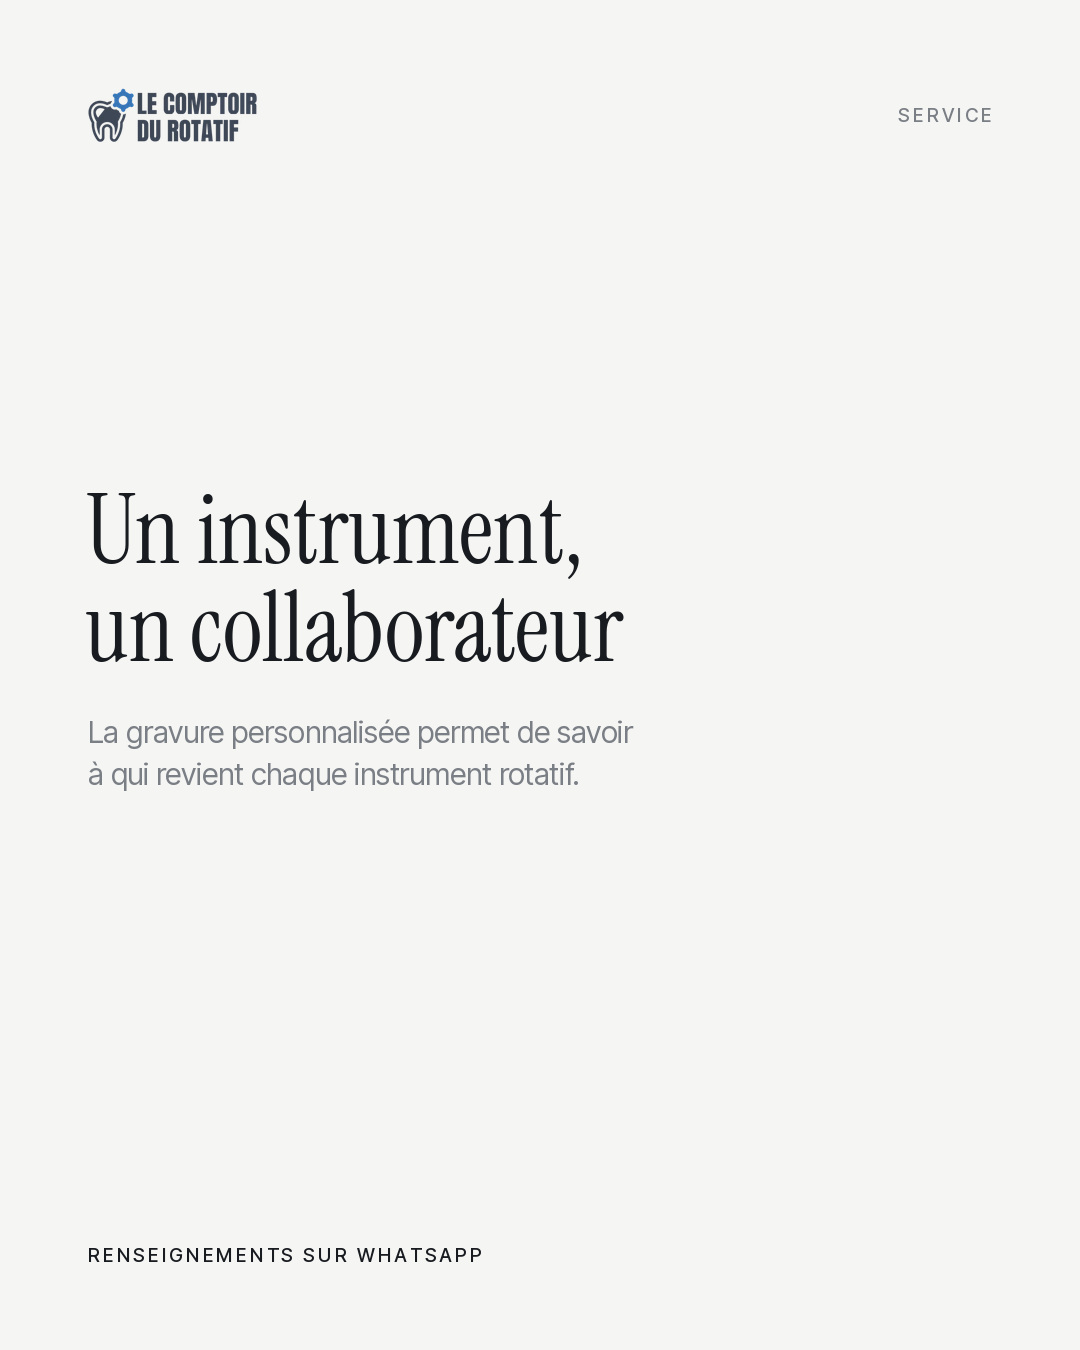 LE COMPTOIR
DU ROTATIF
SERVICE
Un instrument,
un collaborateur
La gravure personnalisée permet de savoir
à qui revient chaque instrument rotatif.
RENSEIGNEMENTS SUR WHATSAPP